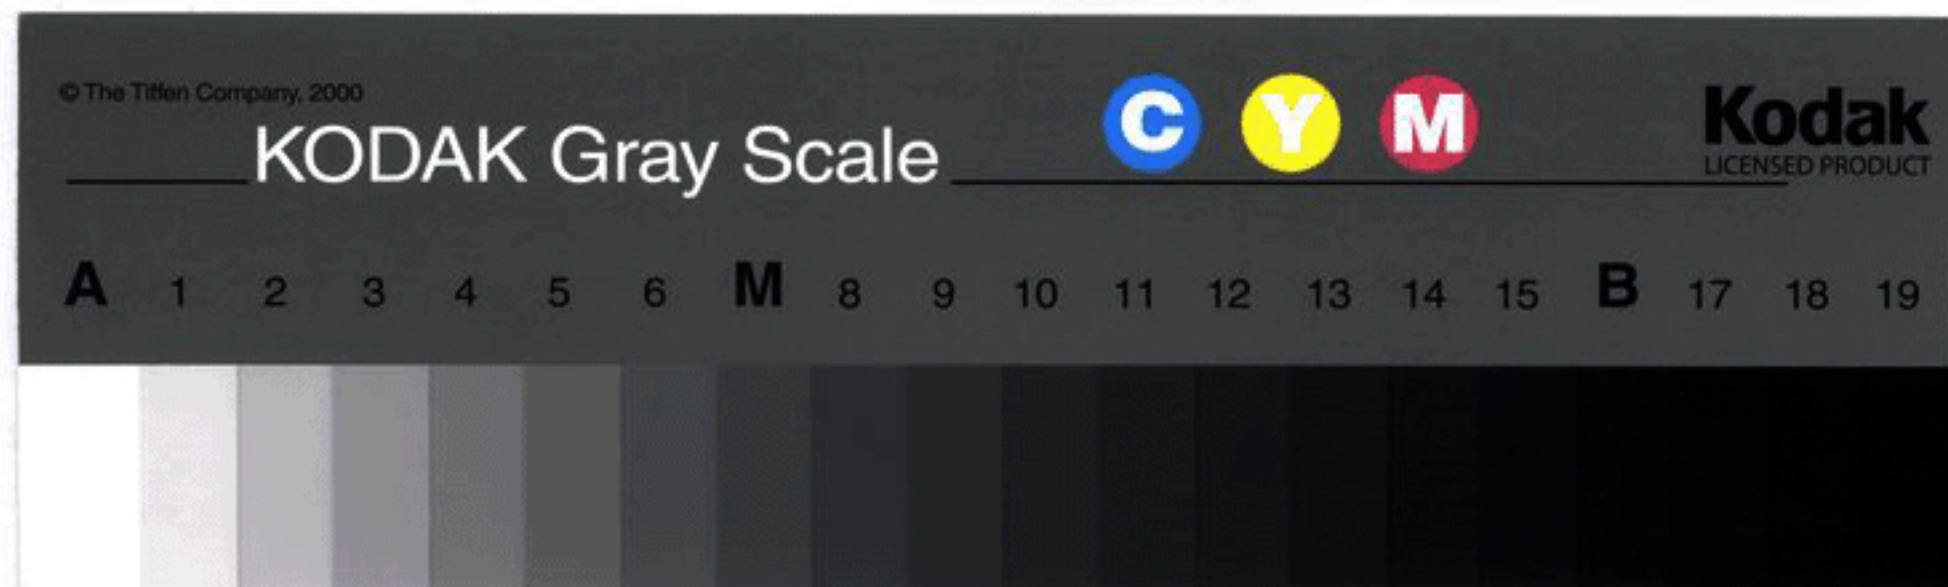 © The Tiffen Company, 2000
KODAK Gray Scale
C Y M
Kodak
LICENSED PRODUCT
A 1 2 3 4 5 6 M 8 9 10 11 12 13 14 15 B 17 18 19